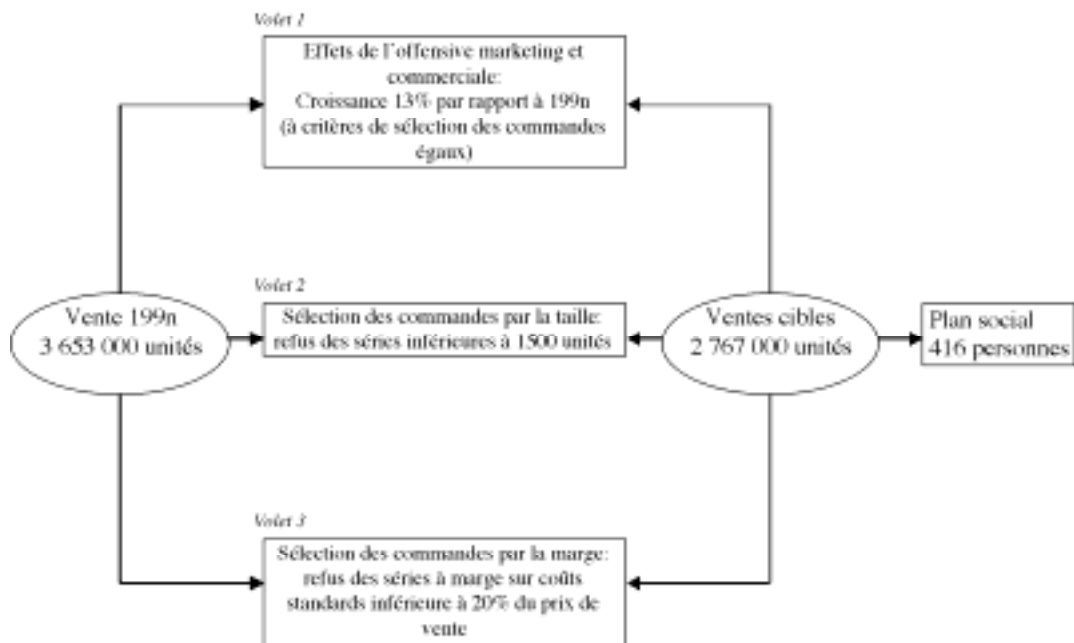 Volet 1
Effets de l'offensive marketing et
commerciale:
Croissance 13% par rapport à 199n
(à critères de sélection des commandes
égaux)
Volet 2
Vente 199n
3 653 000 unités
Sélection des commandes par la taille:
refus des séries inférieures à 1500 unités
Ventes cibles
2 767 000 unités
Plan social
416 personnes
Volet 3
Sélection des commandes par la marge:
refus des séries à marge sur coûts
standards inférieure à 20% du prix de
vente